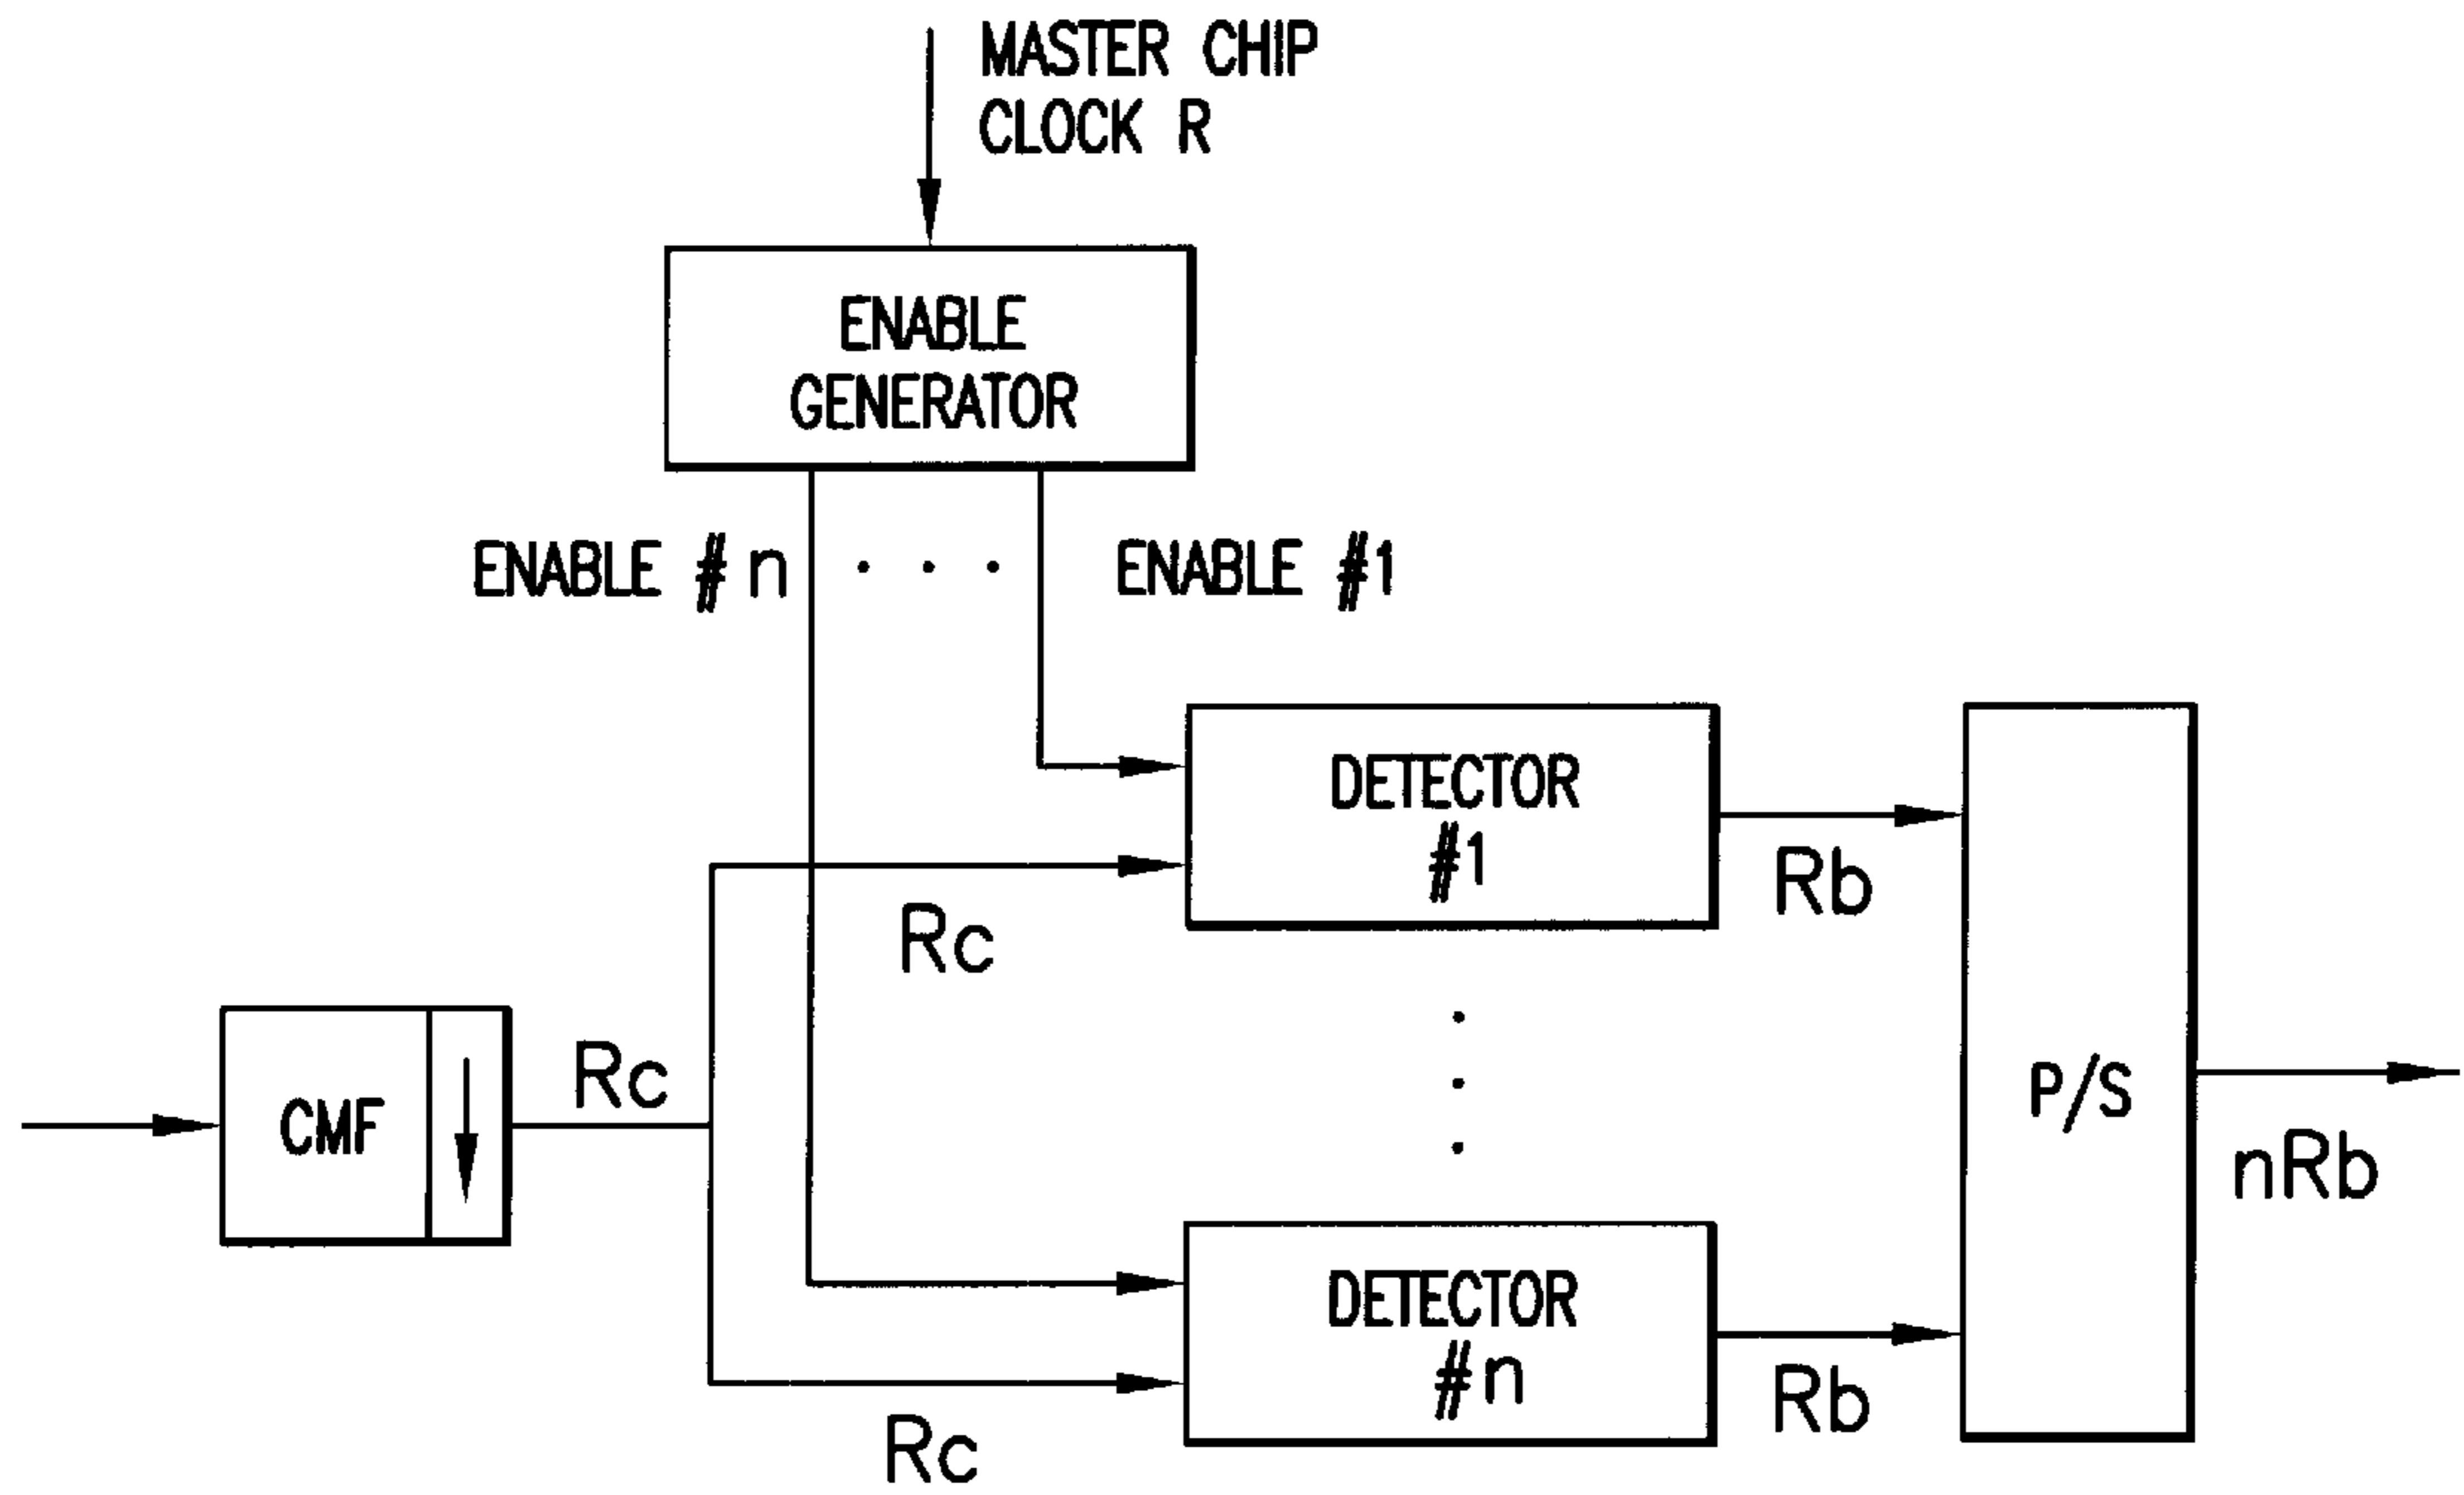 MASTER CHIP
CLOCK R
ENABLE
GENERATOR
ENABLE #n
. . .
ENABLE #1
DETECTOR
#1
Rb
Rc
CMF
Rc
P/S
nRb
DETECTOR
#n
Rb
Rc